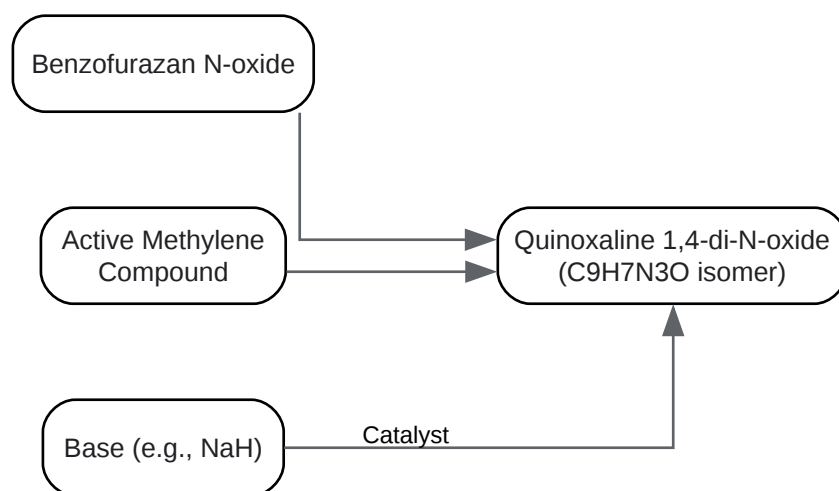 Benzofurazan N-oxide
Active Methylene
Compound
Quinoxaline 1,4-di-N-oxide
(C9H7N3O isomer)
Base (e.g., NaH)
Catalyst